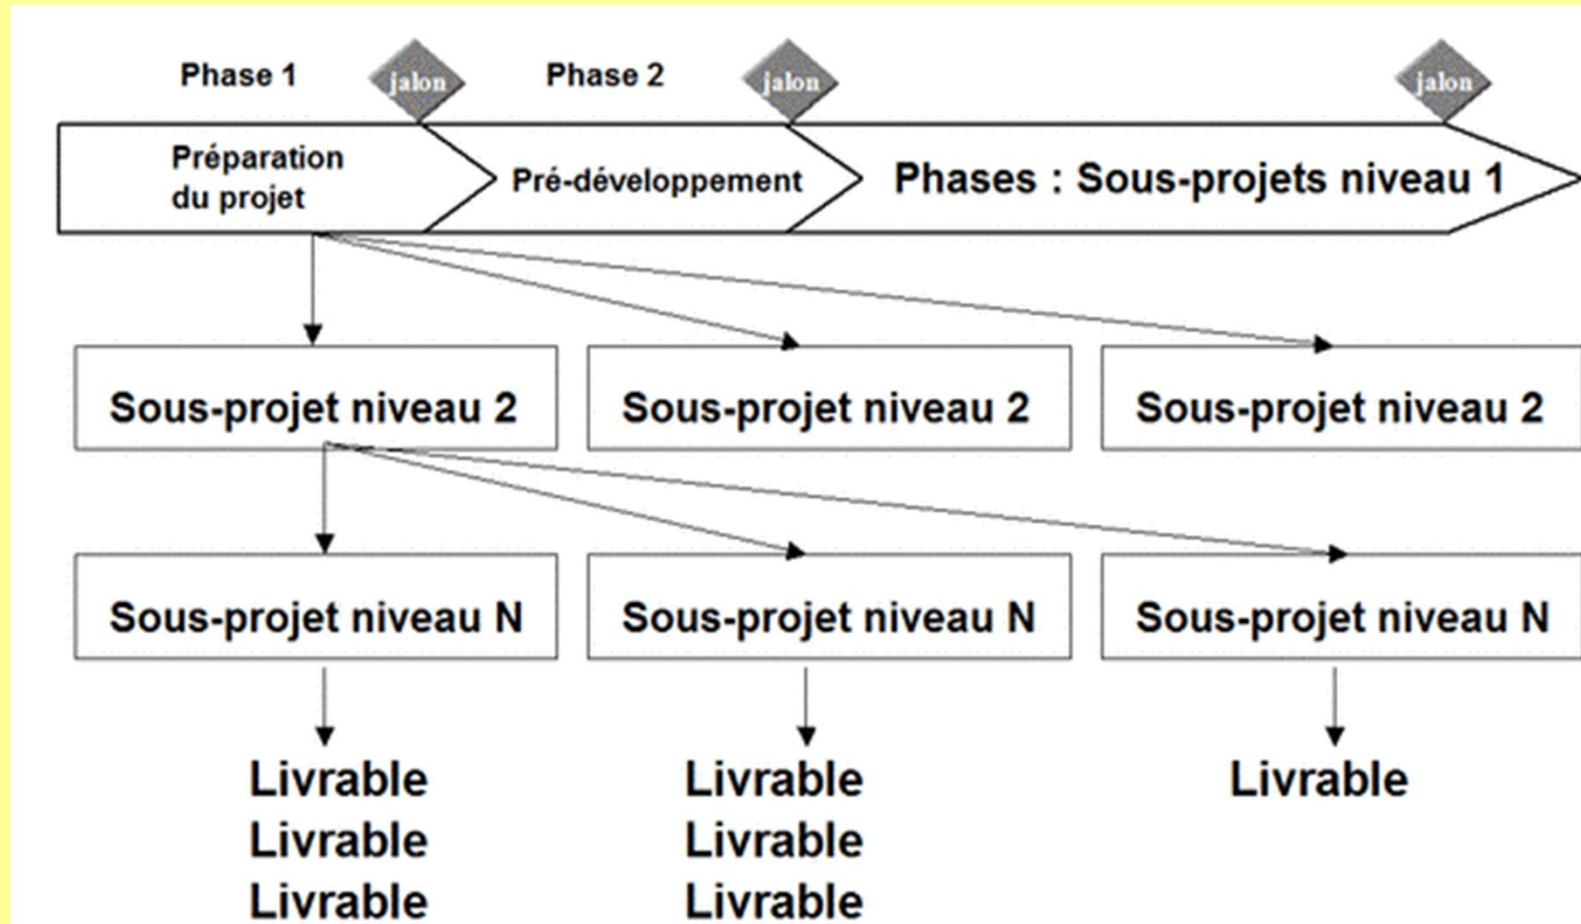 Phase 1
jalon
Phase 2
jalon
jalon
Préparation
du projet
Pré-développement
Phases : Sous-projets niveau 1
Sous-projet niveau 2
Sous-projet niveau 2
Sous-projet niveau 2
Sous-projet niveau N
Sous-projet niveau N
Sous-projet niveau N
Livrable
Livrable
Livrable
Livrable
Livrable
Livrable
Livrable